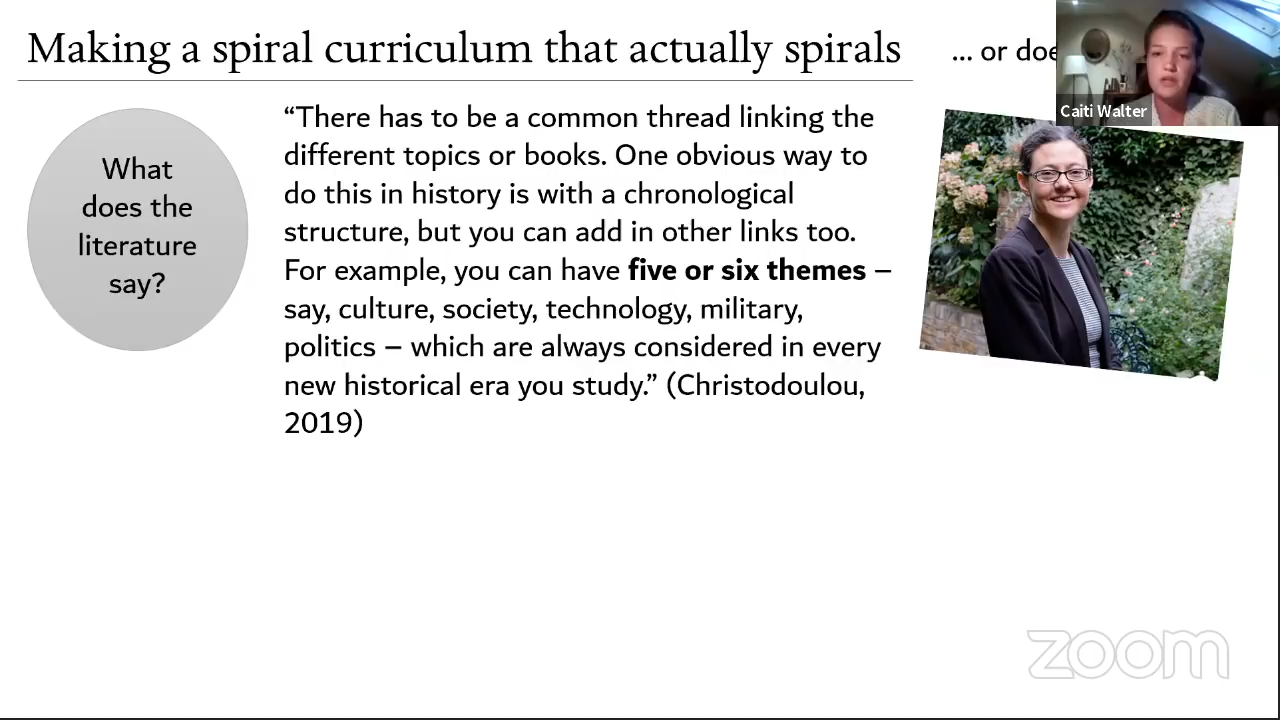 Making a spiral curriculum that actually spirals
... or doe
Caiti Walter
What
does the
literature
say?
“There has to be a common thread linking the
different topics or books. One obvious way to
do this in history is with a chronological
structure, but you can add in other links too.
For example, you can have five or six themes –
say, culture, society, technology, military,
politics – which are always considered in every
new historical era you study.” (Christodoulou,
2019)
zoom